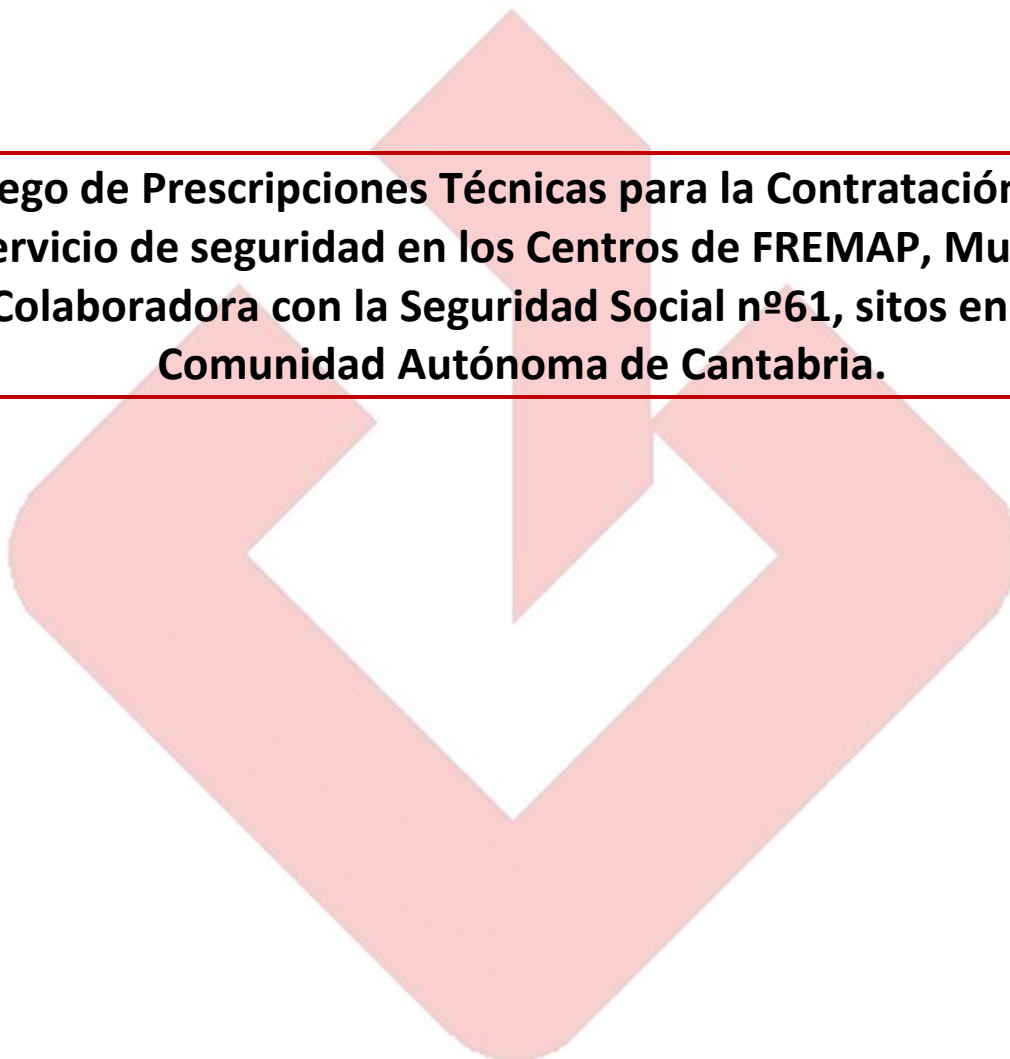 ego de Prescripciones Técnicas para la Contratación
ervicio de seguridad en los Centros de FREMAP, Mu
Colaboradora con la Seguridad Social nº61, sitos en
Comunidad Autónoma de Cantabria.